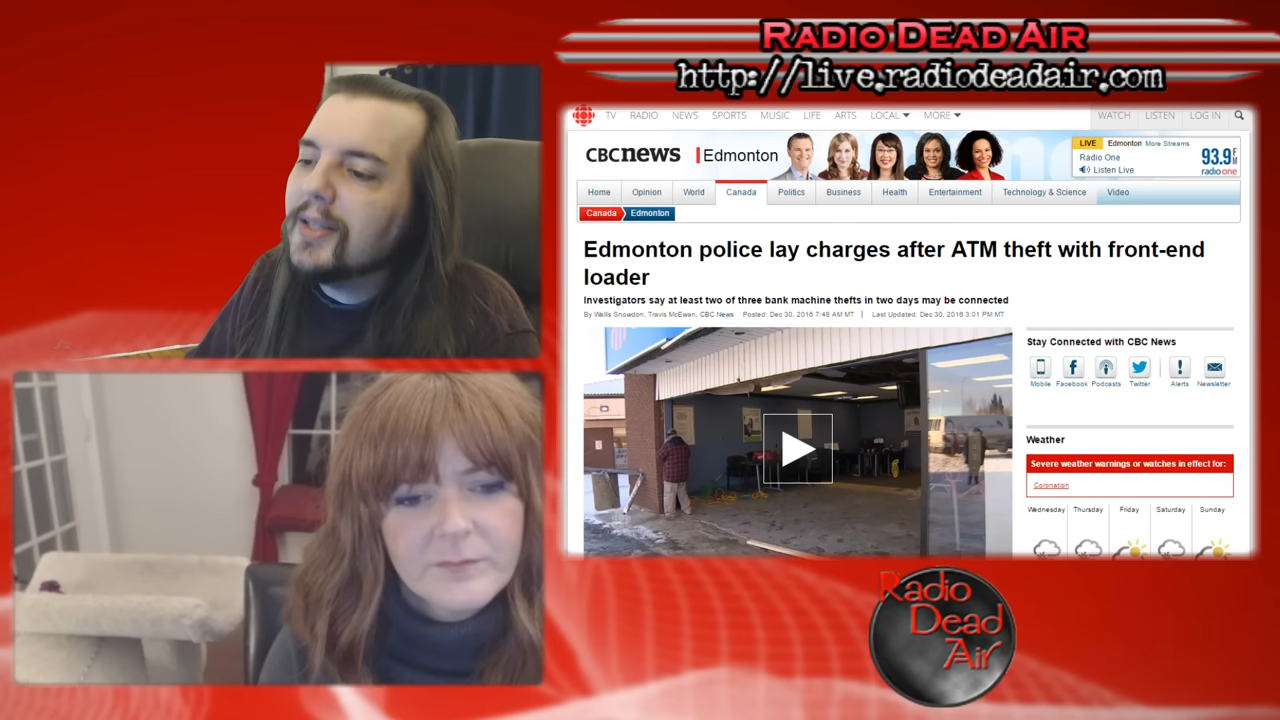 RADIO DEAD AIR
http://live.radiodeadair.com
TV RADIO NEWS SPORTS MUSIC LIFE ARTS LOCAL MORE WATCH LISTEN LOG IN
CBCnews Edmonton
LIVE Edmonton More Streams
Radio One
Listen Live
93.9 FM
radio one
Home Opinion World Canada Politics Business Health Entertainment Technology & Science Video
Canada Edmonton
Edmonton police lay charges after ATM theft with front-end
loader
Investigators say at least two of three bank machine thefts in two days may be connected
By Wallis Snowdon, Travis McEwan, CBC News Posted: Dec 30, 2016 7:48 AM MT | Last Updated: Dec 30, 2016 3:01 PM MT
Stay Connected with CBC News
Mobile Facebook Podcasts Twitter Alerts Newsletter
Weather
Severe weather warnings or watches in effect for:
Coronation
Wednesday Thursday Friday Saturday Sunday
Radio
Dead
Air